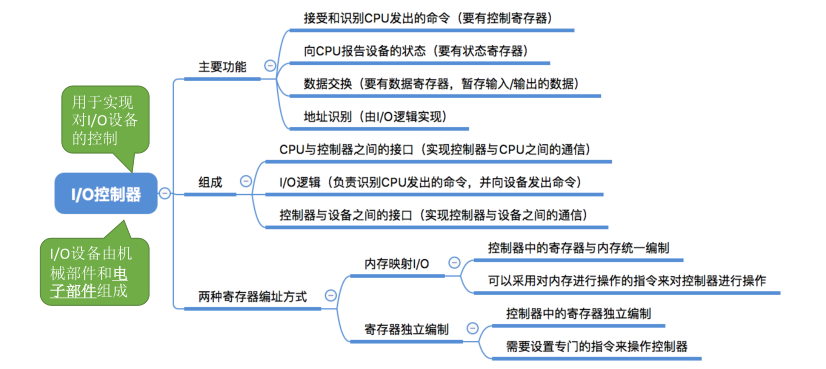 接受和识别CPU发出的命令（要有控制寄存器）
向CPU报告设备的状态（要有状态寄存器）
主要功能
数据交换（要有数据寄存器，暂存输入/输出的数据）
地址识别（由I/O逻辑实现）
用于实现
对I/O设备
的控制
CPU与控制器之间的接口（实现控制器与CPU之间的通信）
I/O控制器
组成
I/O逻辑（负责识别CPU发出的命令，并向设备发出命令）
控制器与设备之间的接口（实现控制器与设备之间的通信）
I/O设备由机
械部件和电
子部件组成
控制器中的寄存器与内存统一编制
内存映射I/O
可以采用对内存进行操作的指令来对控制器进行操作
两种寄存器编址方式
控制器中的寄存器独立编制
寄存器独立编制
需要设置专门的指令来操作控制器